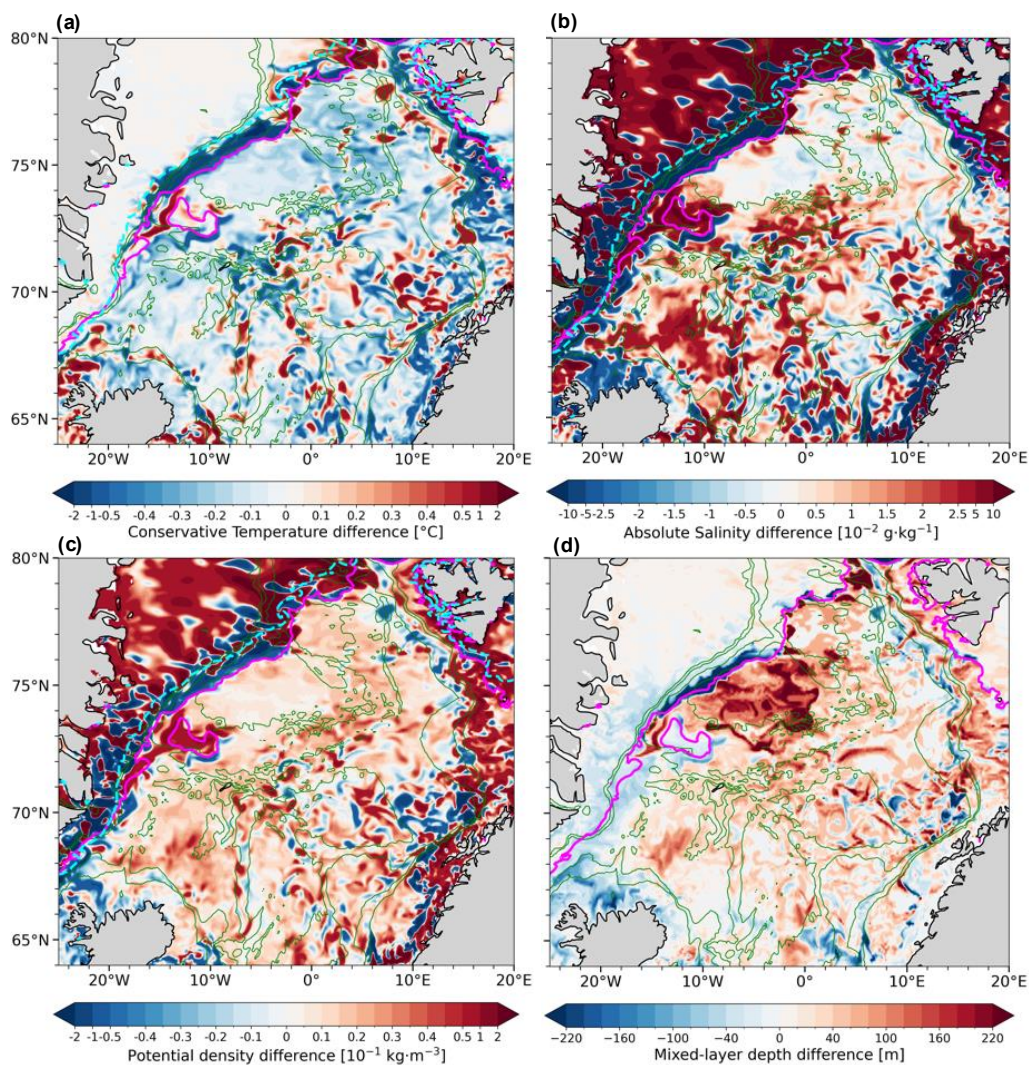 (a)
(b)
80°N
75°N
70°N
65°N
20°W 10°W 0° 10°E 20°E
80°N
75°N
70°N
65°N
20°W 10°W 0° 10°E 20°E
-2 -1-0.5 -0.4 -0.3 -0.2 -0.1 0 0.1 0.2 0.3 0.4 0.5 1 2
Conservative Temperature difference [°C]
-10 -5-2.5 -2 -1.5 -1 -0.5 0 0.5 1 1.5 2 2.5 5 10
Absolute Salinity difference [10⁻² g·kg⁻¹]
(c)
(d)
80°N
75°N
70°N
65°N
20°W 10°W 0° 10°E 20°E
20°W 10°W 0° 10°E 20°E
-2 -1-0.5 -0.4 -0.3 -0.2 -0.1 0 0.1 0.2 0.3 0.4 0.5 1 2
Potential density difference [10⁻¹ kg·m⁻³]
-220 -160 -100 -40 0 40 100 160 220
Mixed-layer depth difference [m]